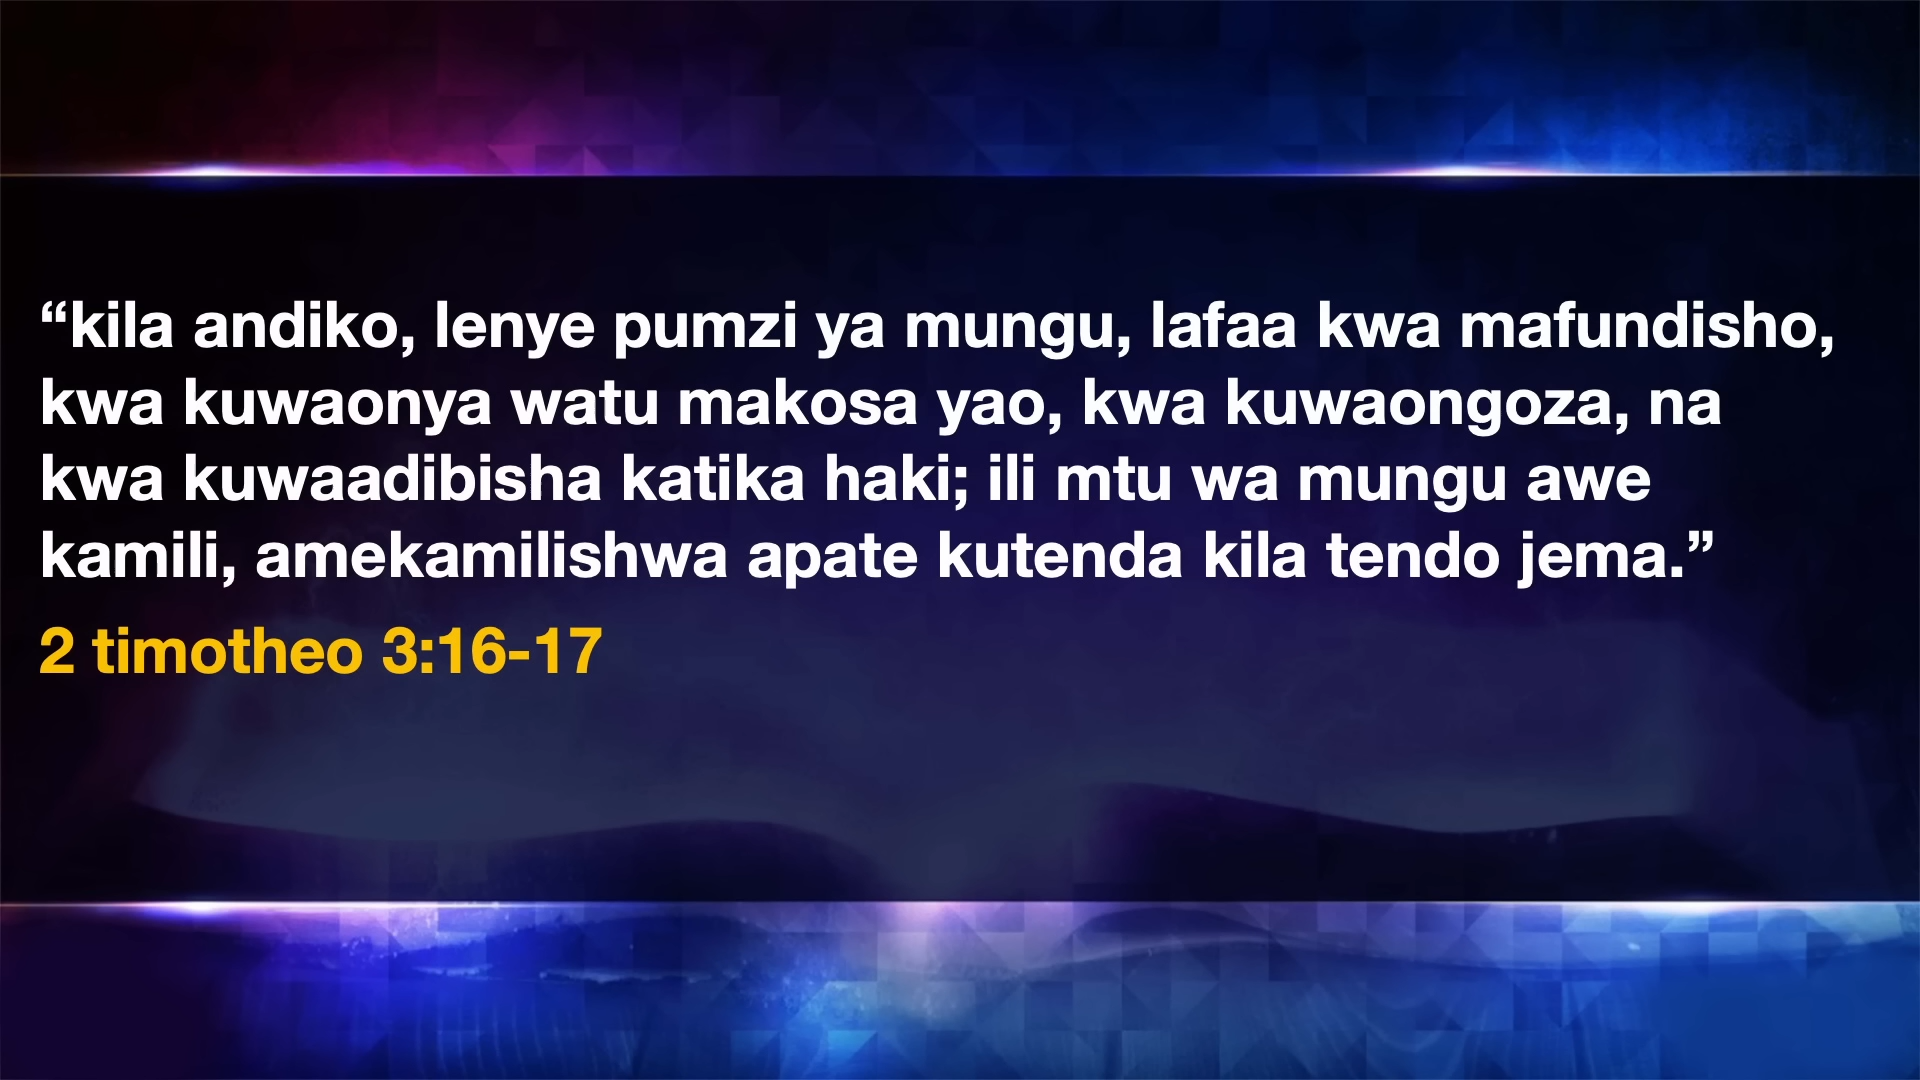 “kila andiko, lenye pumzi ya mungu, lafaa kwa mafundisho,
kwa kuwaonya watu makosa yao, kwa kuwaongoza, na
kwa kuwaadibisha katika haki; ili mtu wa mungu awe
kamili, amekamilishwa apate kutenda kila tendo jema.”
2 timotheo 3:16-17